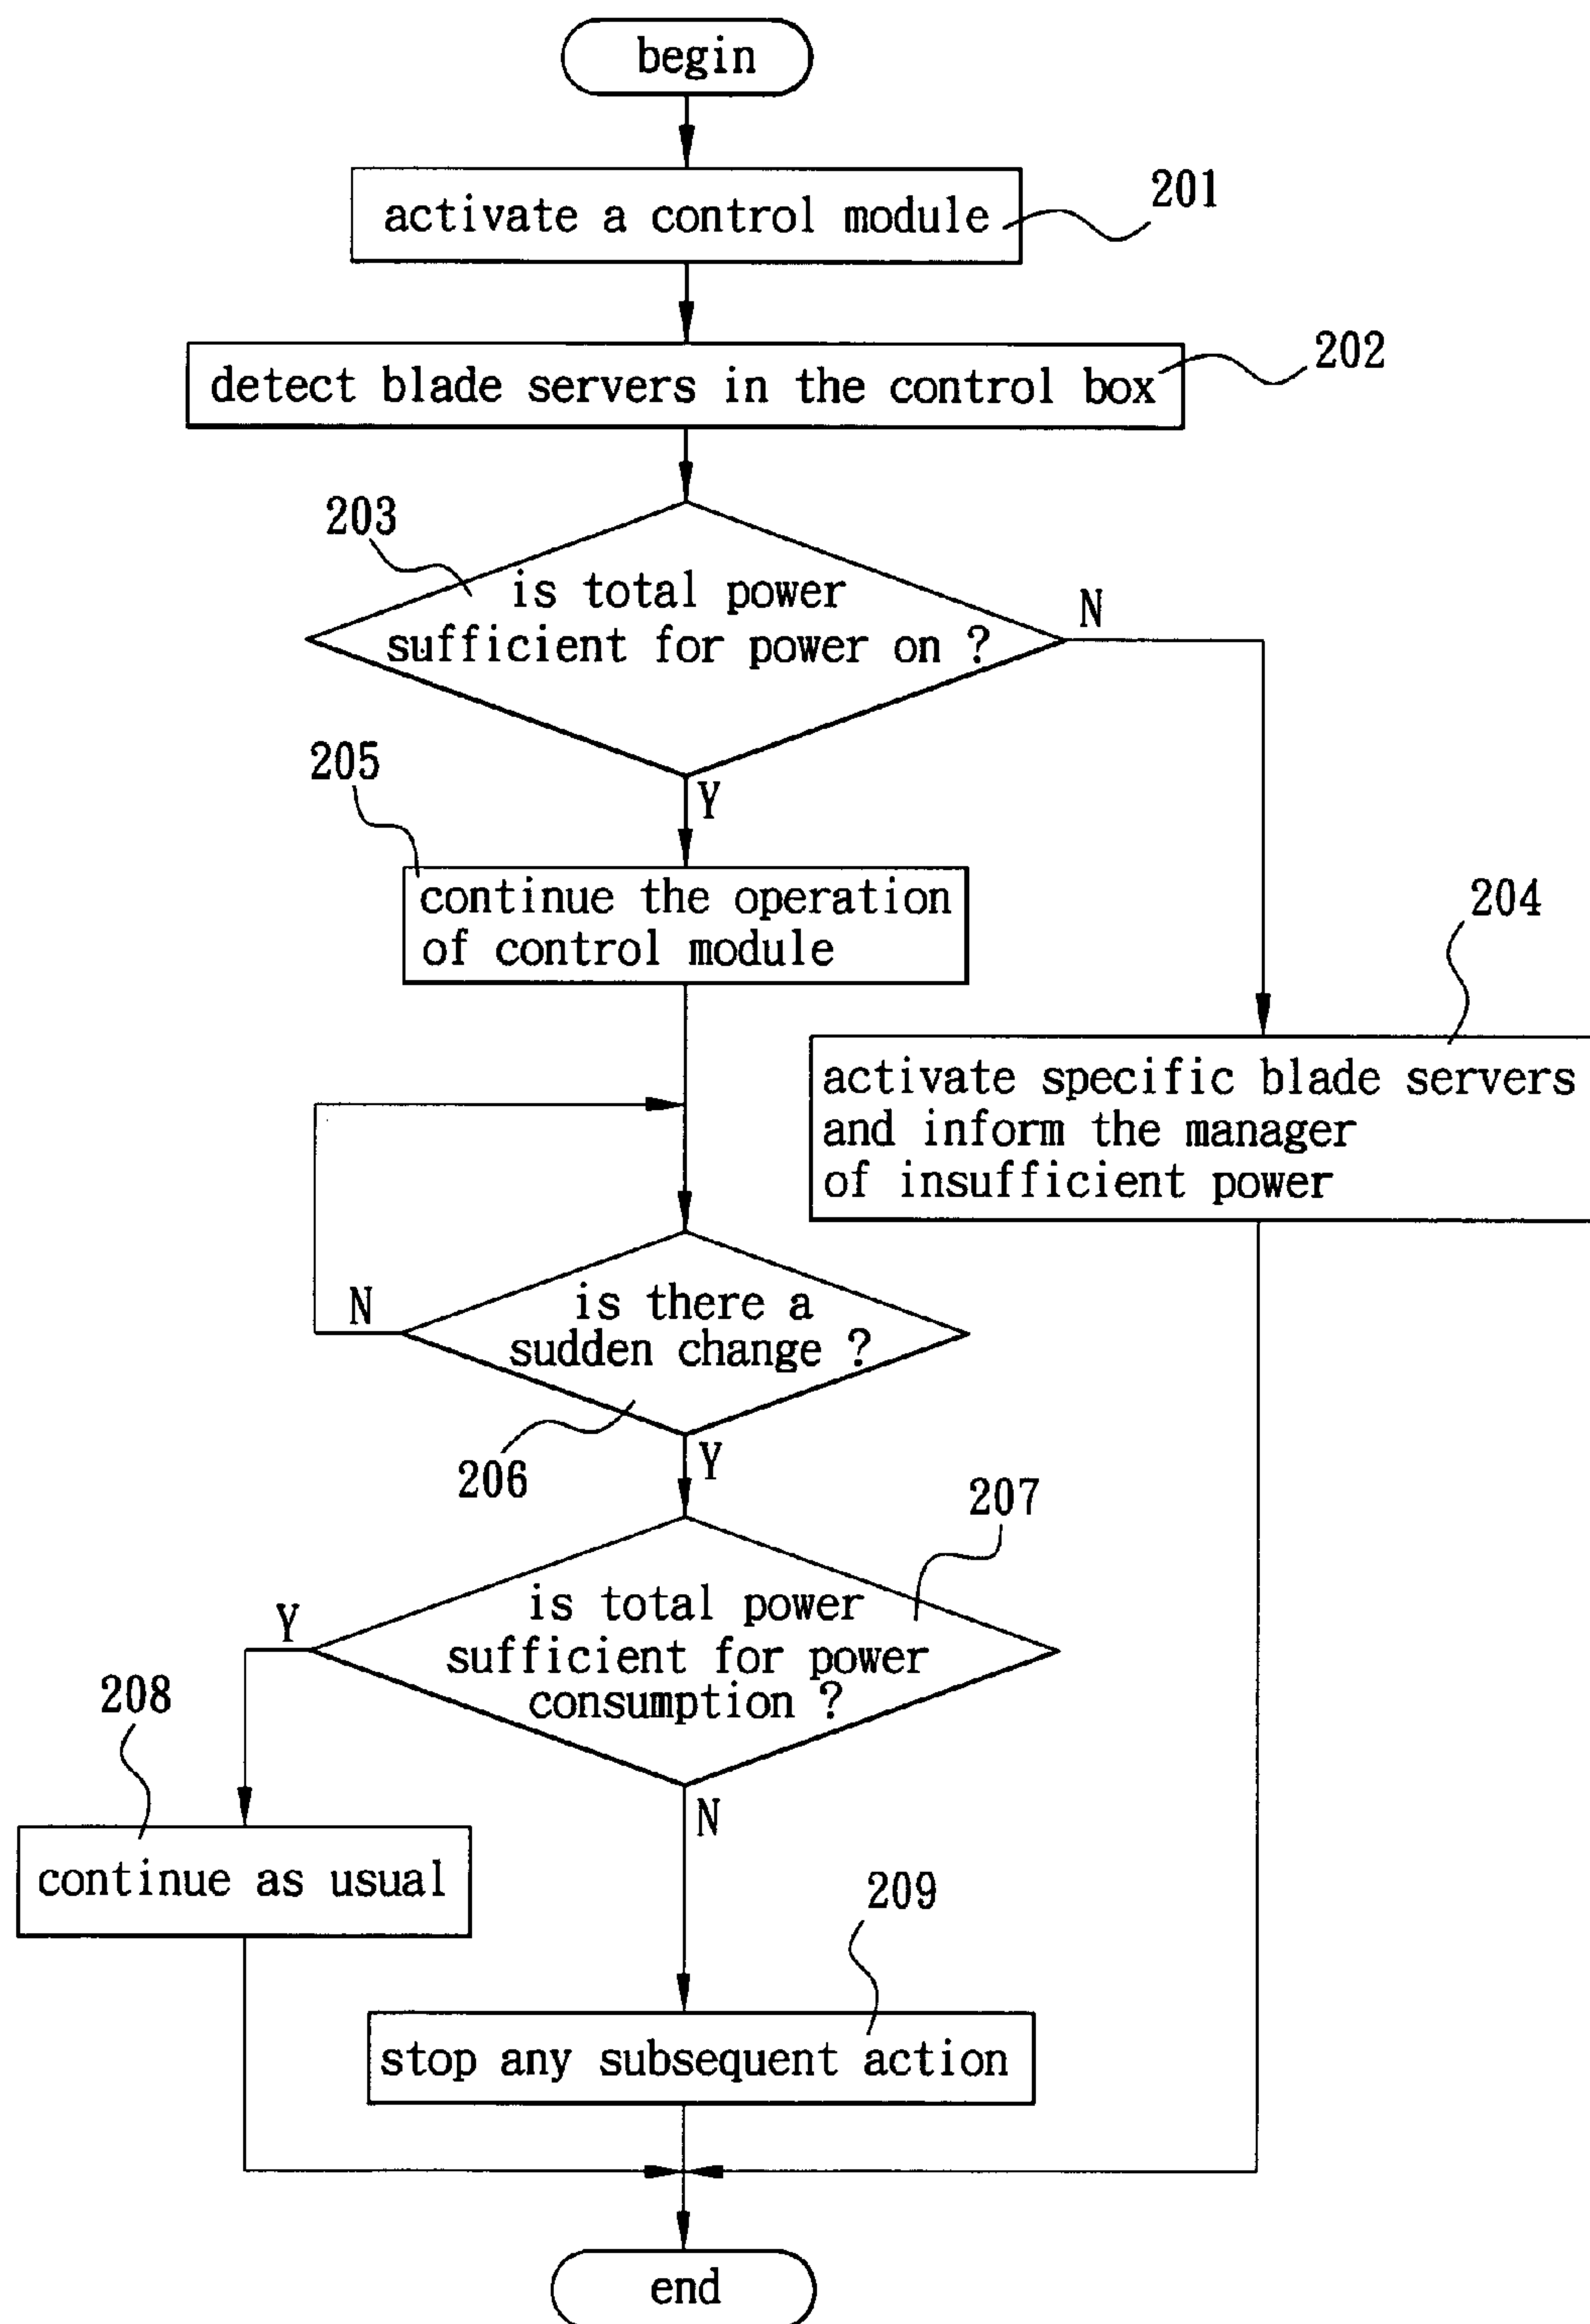 begin
activate a control module
201
detect blade servers in the control box
202
203
is total power
sufficient for power on ?
N
Y
205
continue the operation
of control module
204
activate specific blade servers
and inform the manager
of insufficient power
is there a
sudden change ?
N
206
Y
207
is total power
sufficient for power
consumption ?
Y
208
N
continue as usual
209
stop any subsequent action
end